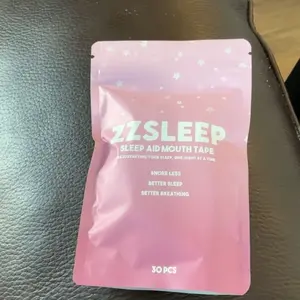 ZZSLEEP
SLEEP AID MOUTH TAPE
YOUR SLEEP, ONE NIGHT AT A TIME
SNORE LESS
BETTER SLEEP
BETTER BREATHING
30 PCS